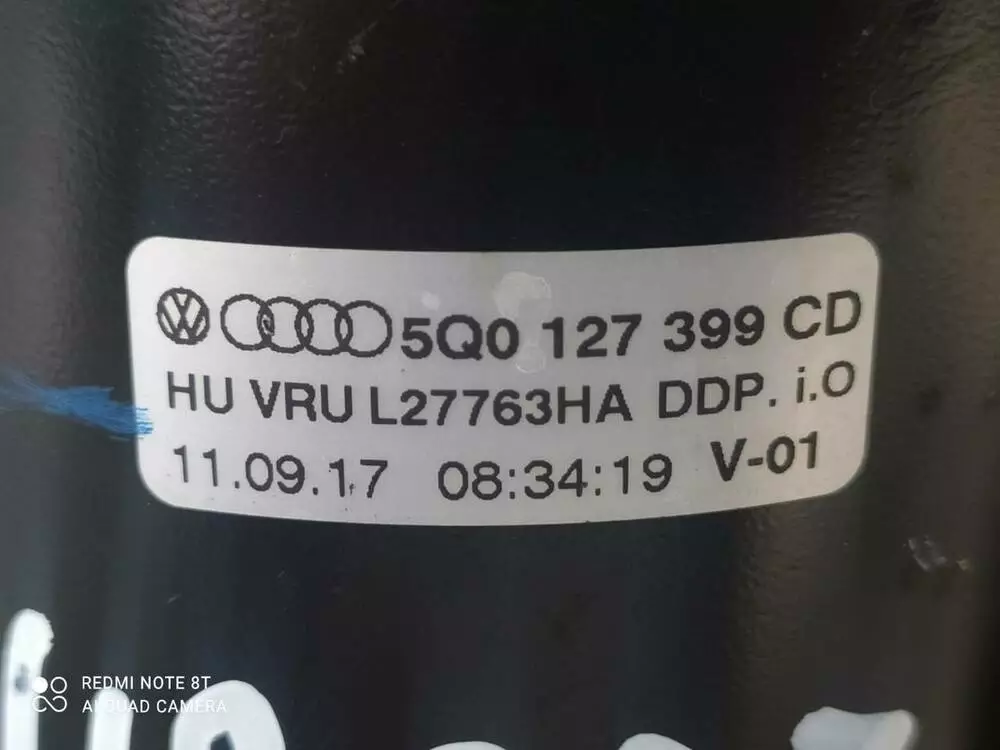 5Q0 127 399 CD
HU VRU L27763HA DDP. i.O
11.09.17 08:34:19 V-01
REDMI NOTE 8T
AI QUAD CAMERA